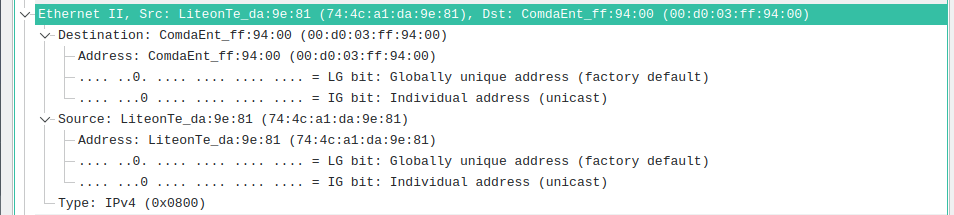 Ethernet II, Src: LiteonTe_da:9e:81 (74:4c:a1:da:9e:81), Dst: ComdaEnt_ff:94:00 (00:d0:03:ff:94:00)
Destination: ComdaEnt_ff:94:00 (00:d0:03:ff:94:00)
Address: ComdaEnt_ff:94:00 (00:d0:03:ff:94:00)
.... ..0. .... .... .... .... = LG bit: Globally unique address (factory default)
.... ...0 .... .... .... .... = IG bit: Individual address (unicast)
Source: LiteonTe_da:9e:81 (74:4c:a1:da:9e:81)
Address: LiteonTe_da:9e:81 (74:4c:a1:da:9e:81)
.... ..0. .... .... .... .... = LG bit: Globally unique address (factory default)
.... ...0 .... .... .... .... = IG bit: Individual address (unicast)
Type: IPv4 (0x0800)